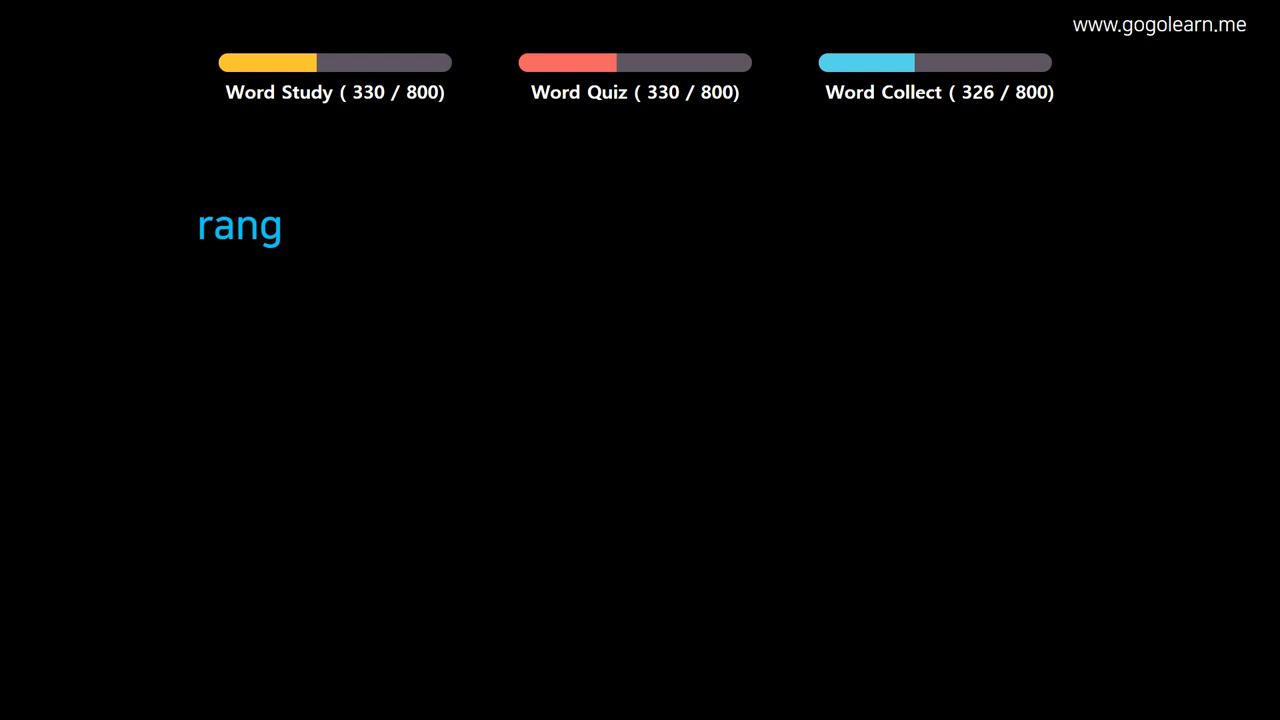 www.gogolearn.me
Word Study ( 330 / 800)
Word Quiz ( 330 / 800)
Word Collect ( 326 / 800)
rang